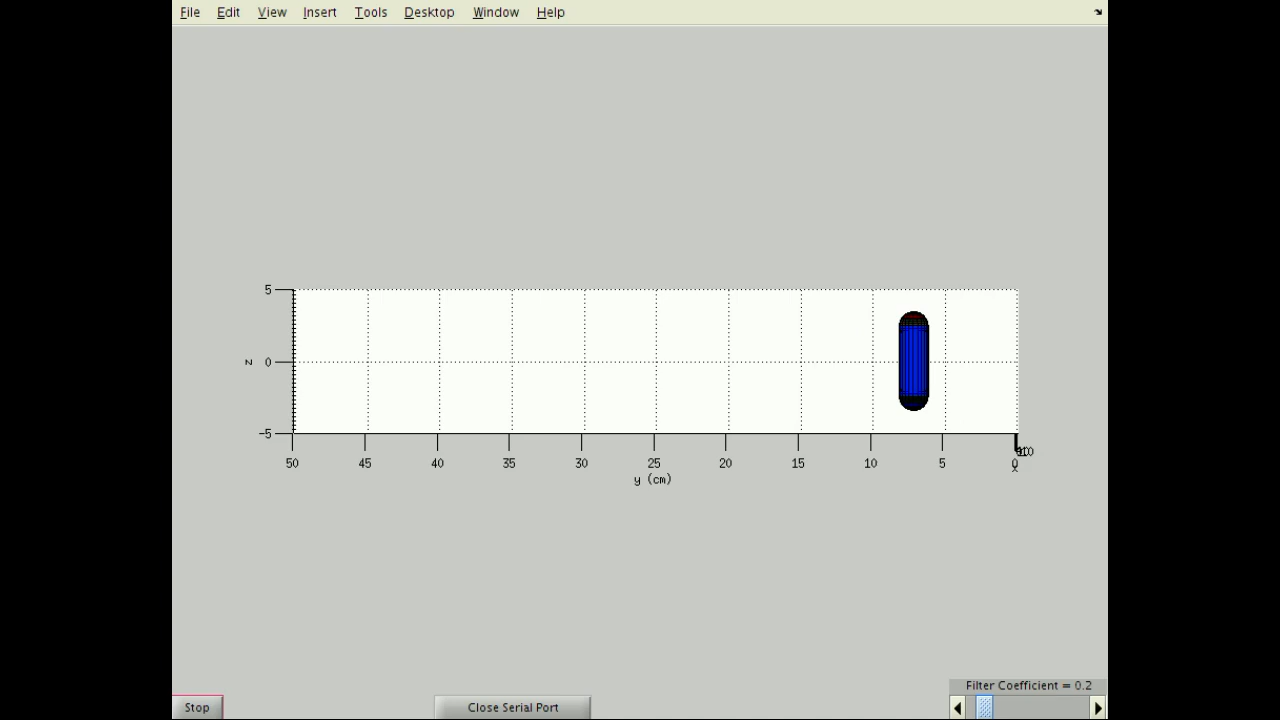 File Edit View Insert Tools Desktop Window Help
5
z 0
-5
50 45 40 35 30 25 20 15 10 5 0
y (cm)
x
Filter Coefficient = 0.2
Stop Close Serial Port